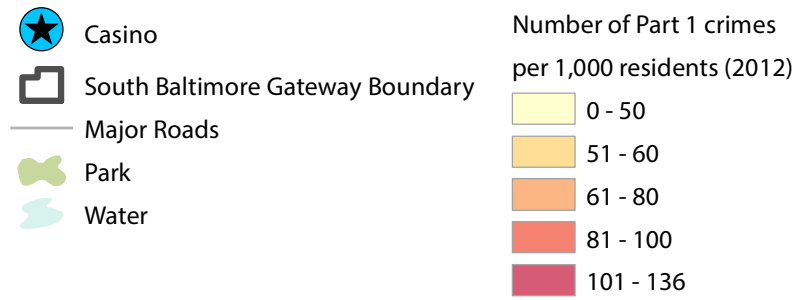 Casino
South Baltimore Gateway Boundary
Major Roads
Park
Water
Number of Part 1 crimes
per 1,000 residents (2012)
0 - 50
51 - 60
61 - 80
81 - 100
101 - 136